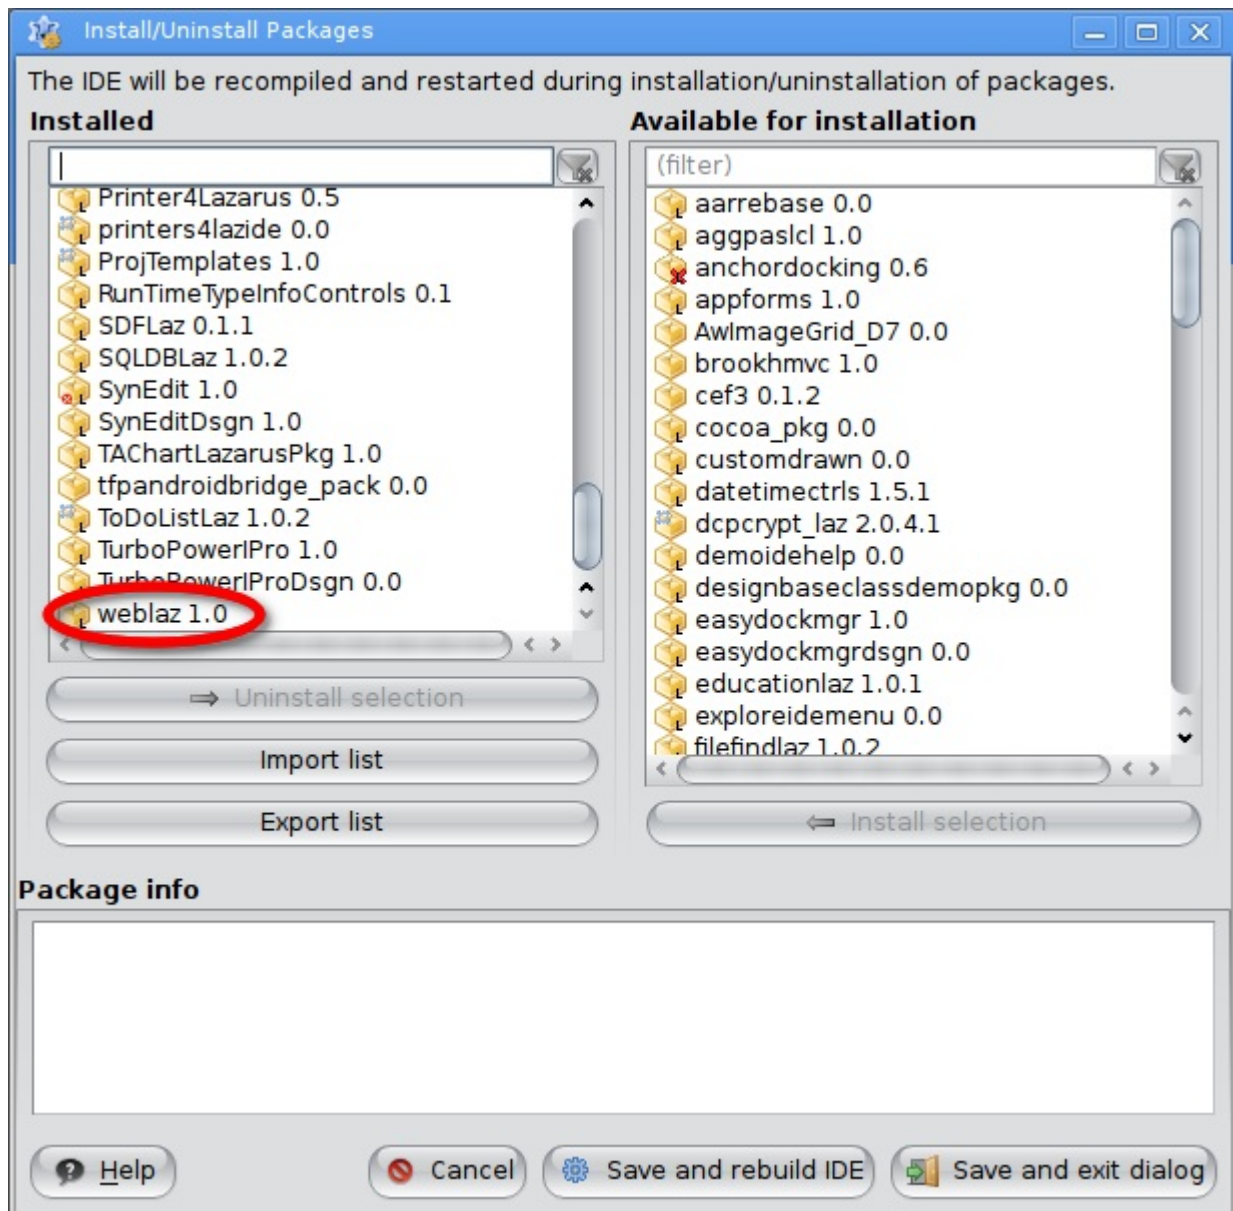 Install/Uninstall Packages
The IDE will be recompiled and restarted during installation/uninstallation of packages.
Installed
Printer4Lazarus 0.5
printers4lazide 0.0
ProjTemplates 1.0
RunTimeTypeInfoControls 0.1
SDFLaz 0.1.1
SQLDBLaz 1.0.2
SynEdit 1.0
SynEditDsgn 1.0
TAChartLazarusPkg 1.0
tfpandroidbridge_pack 0.0
ToDoListLaz 1.0.2
TurboPowerIPro 1.0
TurboPowerIProDsgn 0.0
weblaz 1.0
Uninstall selection
Import list
Export list
Available for installation
(filter)
aarrebase 0.0
aggpaslcl 1.0
anchordocking 0.6
appforms 1.0
AwImageGrid_D7 0.0
brookhmvc 1.0
cef3 0.1.2
cocoa_pkg 0.0
customdrawn 0.0
datetimectrls 1.5.1
dcpcrypt_laz 2.0.4.1
demoidehelp 0.0
designbaseclassdemopkg 0.0
easydockmgr 1.0
easydockmgrdsgn 0.0
educationlaz 1.0.1
exploreidemenu 0.0
filefindlaz 1.0.2
Install selection
Package info
Help
Cancel
Save and rebuild IDE
Save and exit dialog